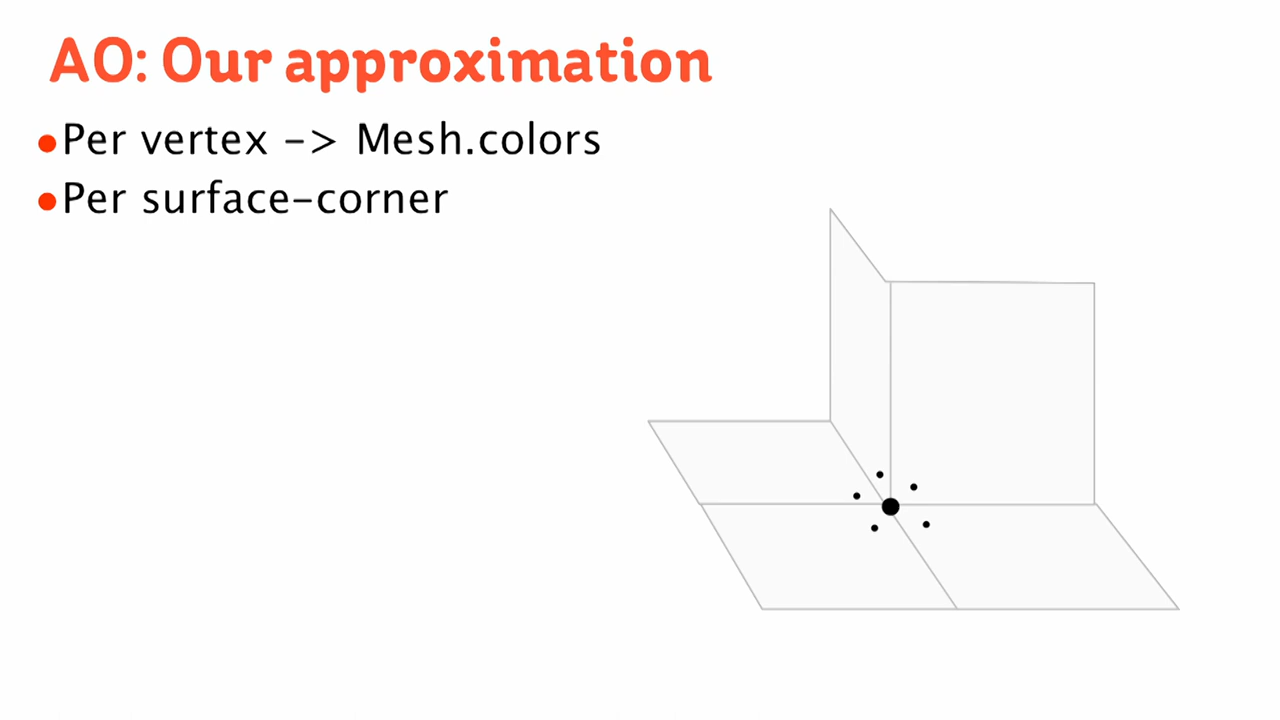 AO: Our approximation
•Per vertex -> Mesh.colors
•Per surface-corner